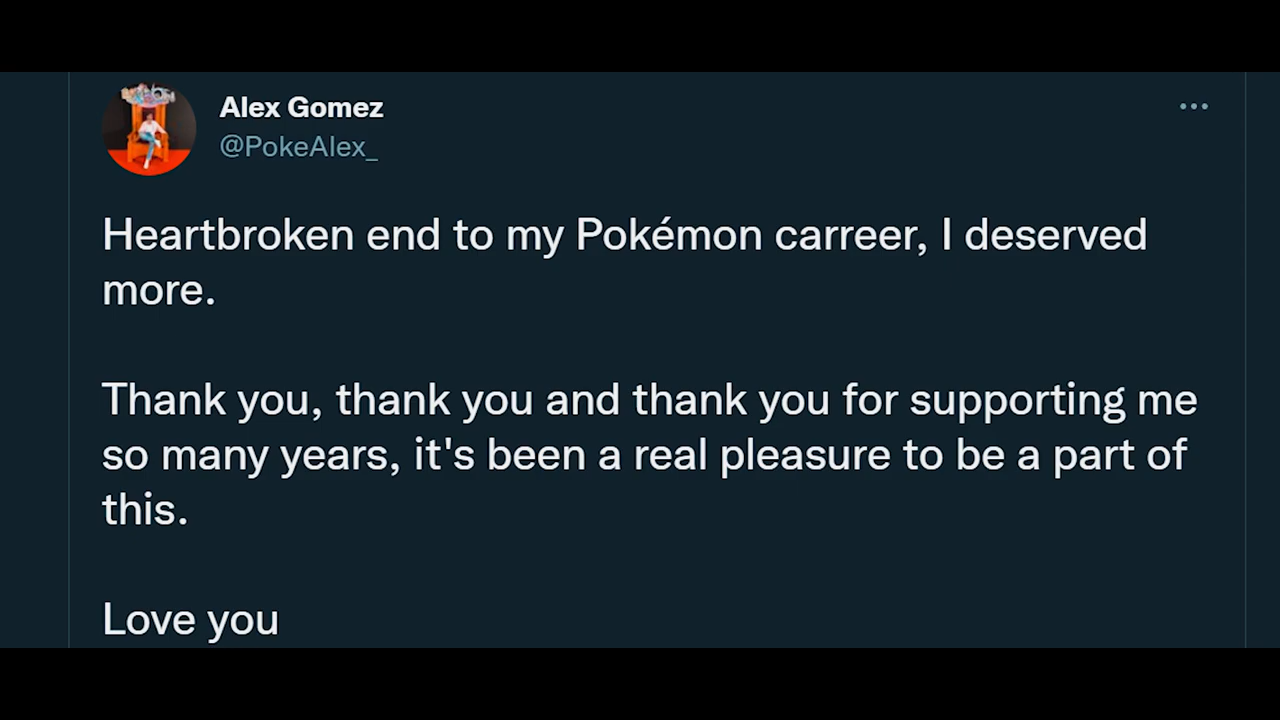 Alex Gomez
@PokeAlex_
Heartbroken end to my Pokémon carreer, I deserved
more.
Thank you, thank you and thank you for supporting me
so many years, it's been a real pleasure to be a part of
this.
Love you